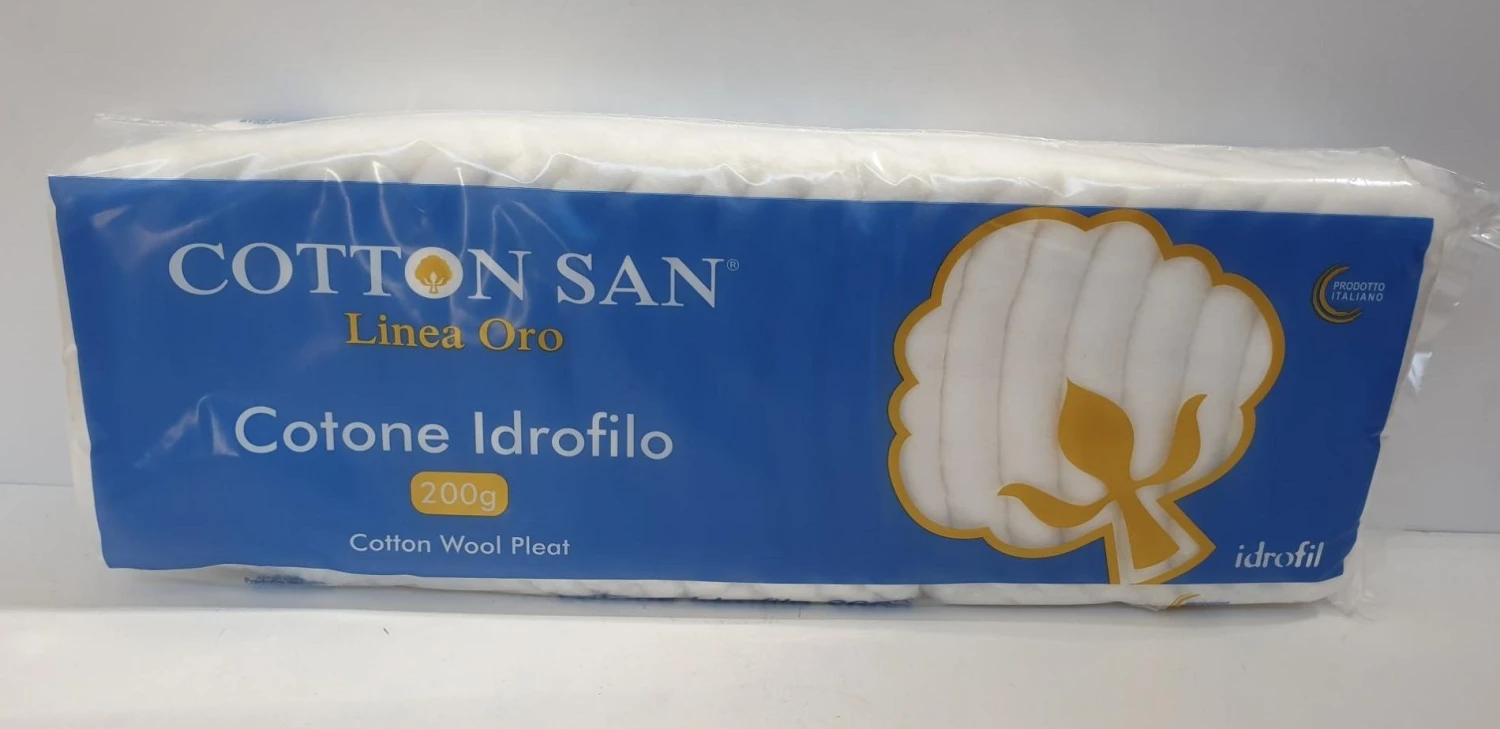 COTTON SAN®
Linea Oro
Cotone Idrofilo
200g
Cotton Wool Pleat
PRODOTTO
ITALIANO
idrofil